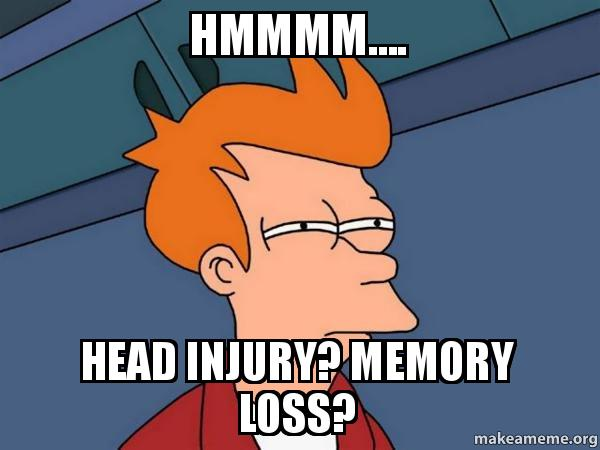 HMMMM....
HEAD INJURY? MEMORY
LOSS?
makeameme.org